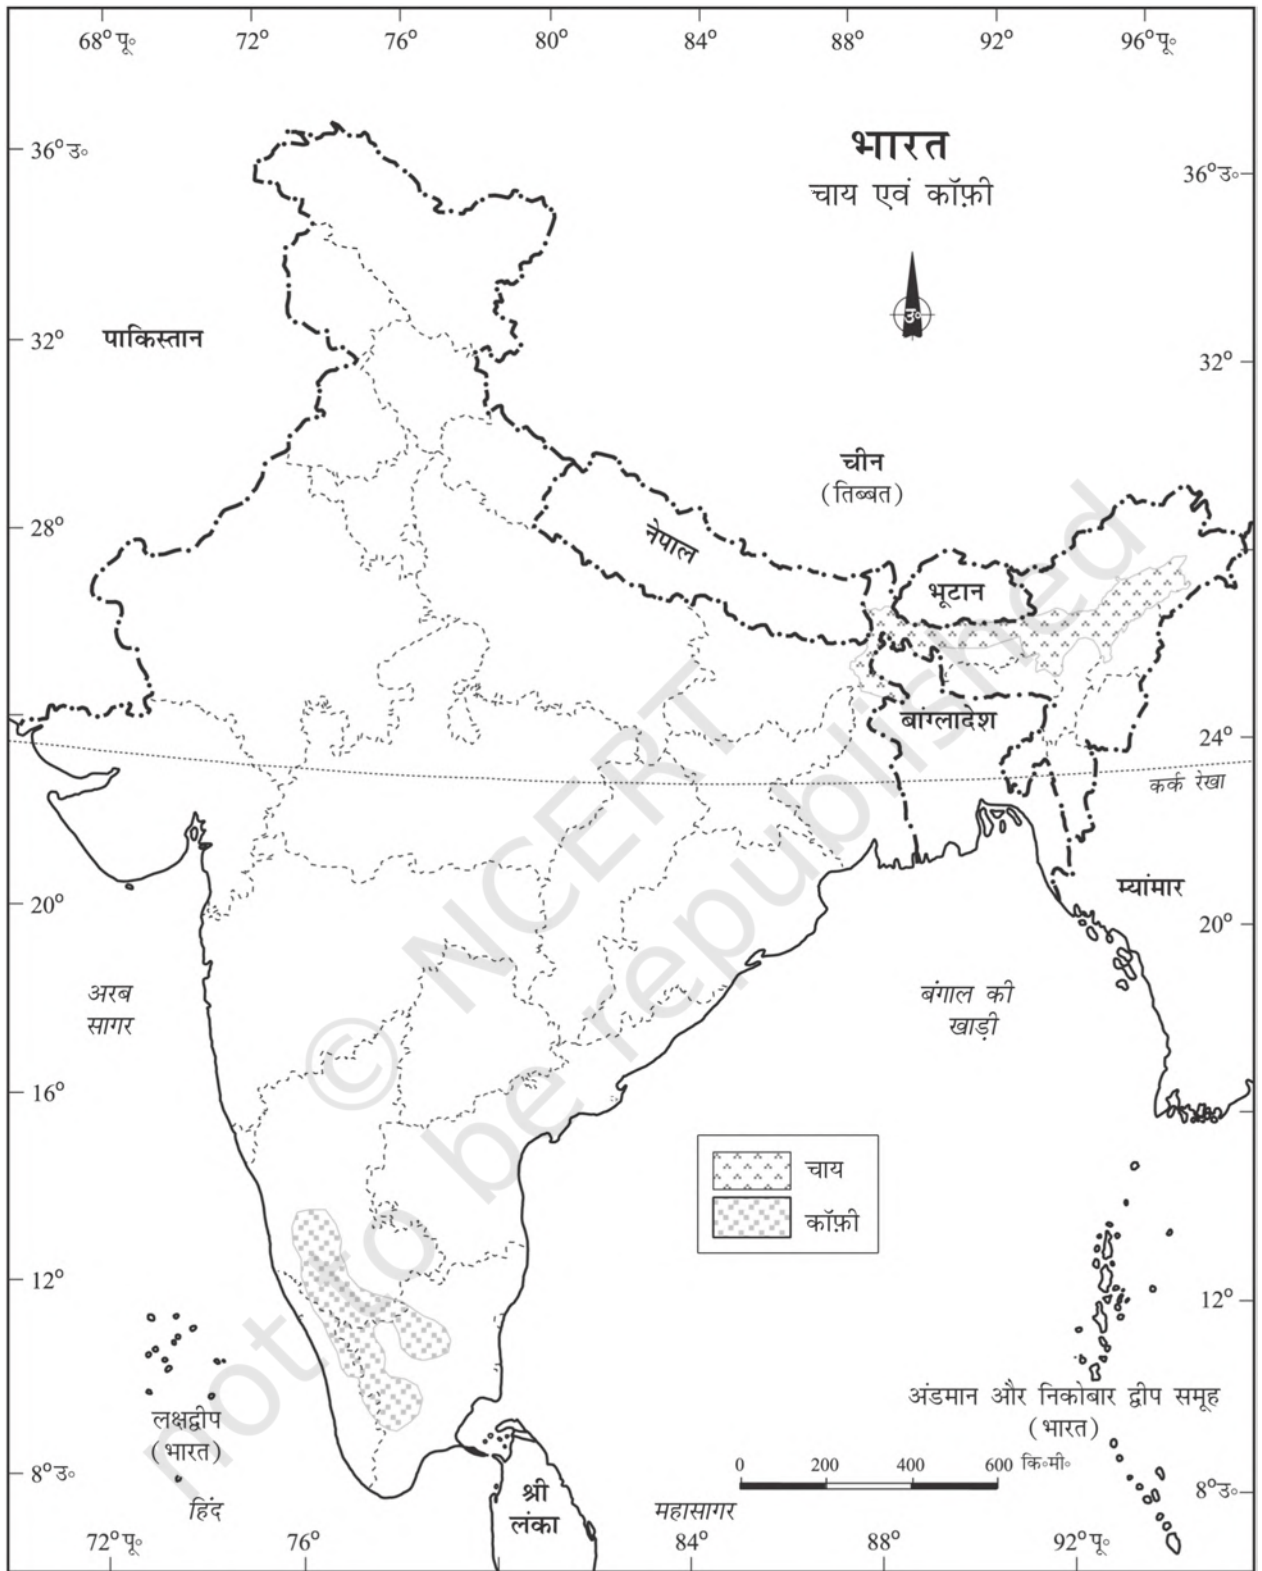 68°पू॰ 72° 76° 80° 84° 88° 92° 96°पू॰
भारत
चाय एवं कॉफ़ी
36°उ॰
36°उ॰
उ॰
पाकिस्तान
32°
32°
चीन
(तिब्बत)
28°
नेपाल
भूटान
बांग्लादेश
24°
कर्क रेखा
म्यांमार
20°
20°
अरब
सागर
बंगाल की
खाड़ी
16°
चाय
कॉफ़ी
12°
12°
लक्षद्वीप
(भारत)
अंडमान और निकोबार द्वीप समूह
(भारत)
0 200 400 600 कि॰मी॰
8°उ॰
8°उ॰
श्री
लंका
हिंद महासागर
72°पू॰ 76° 84° 88° 92°पू॰
© NCERT
not to be republished